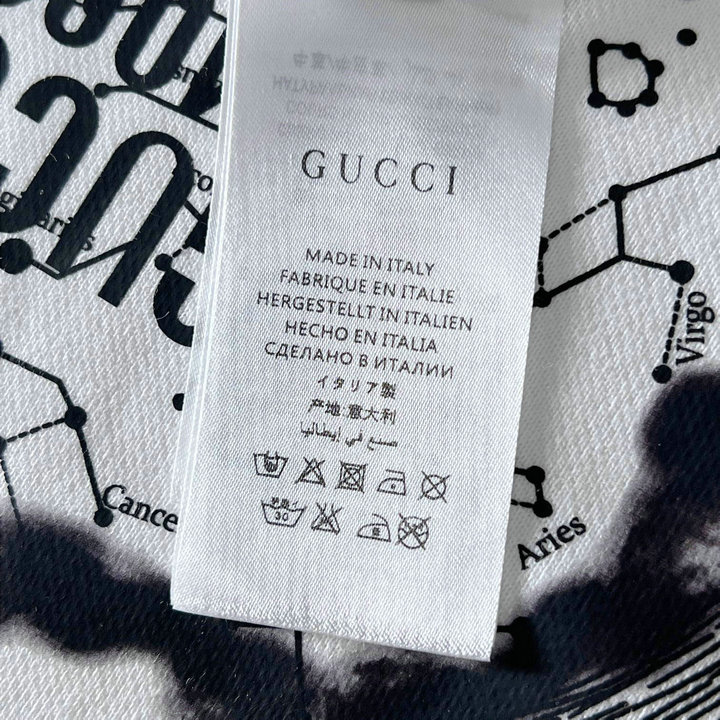 GUCCI
MADE IN ITALY
FABRIQUE EN ITALIE
HERGESTELLT IN ITALIEN
HECHO EN ITALIA
СДЕЛАНО В ИТАЛИИ
イタリア製
产地:意大利
صنع في إيطاليا
30
Virgo
Cance
Aries